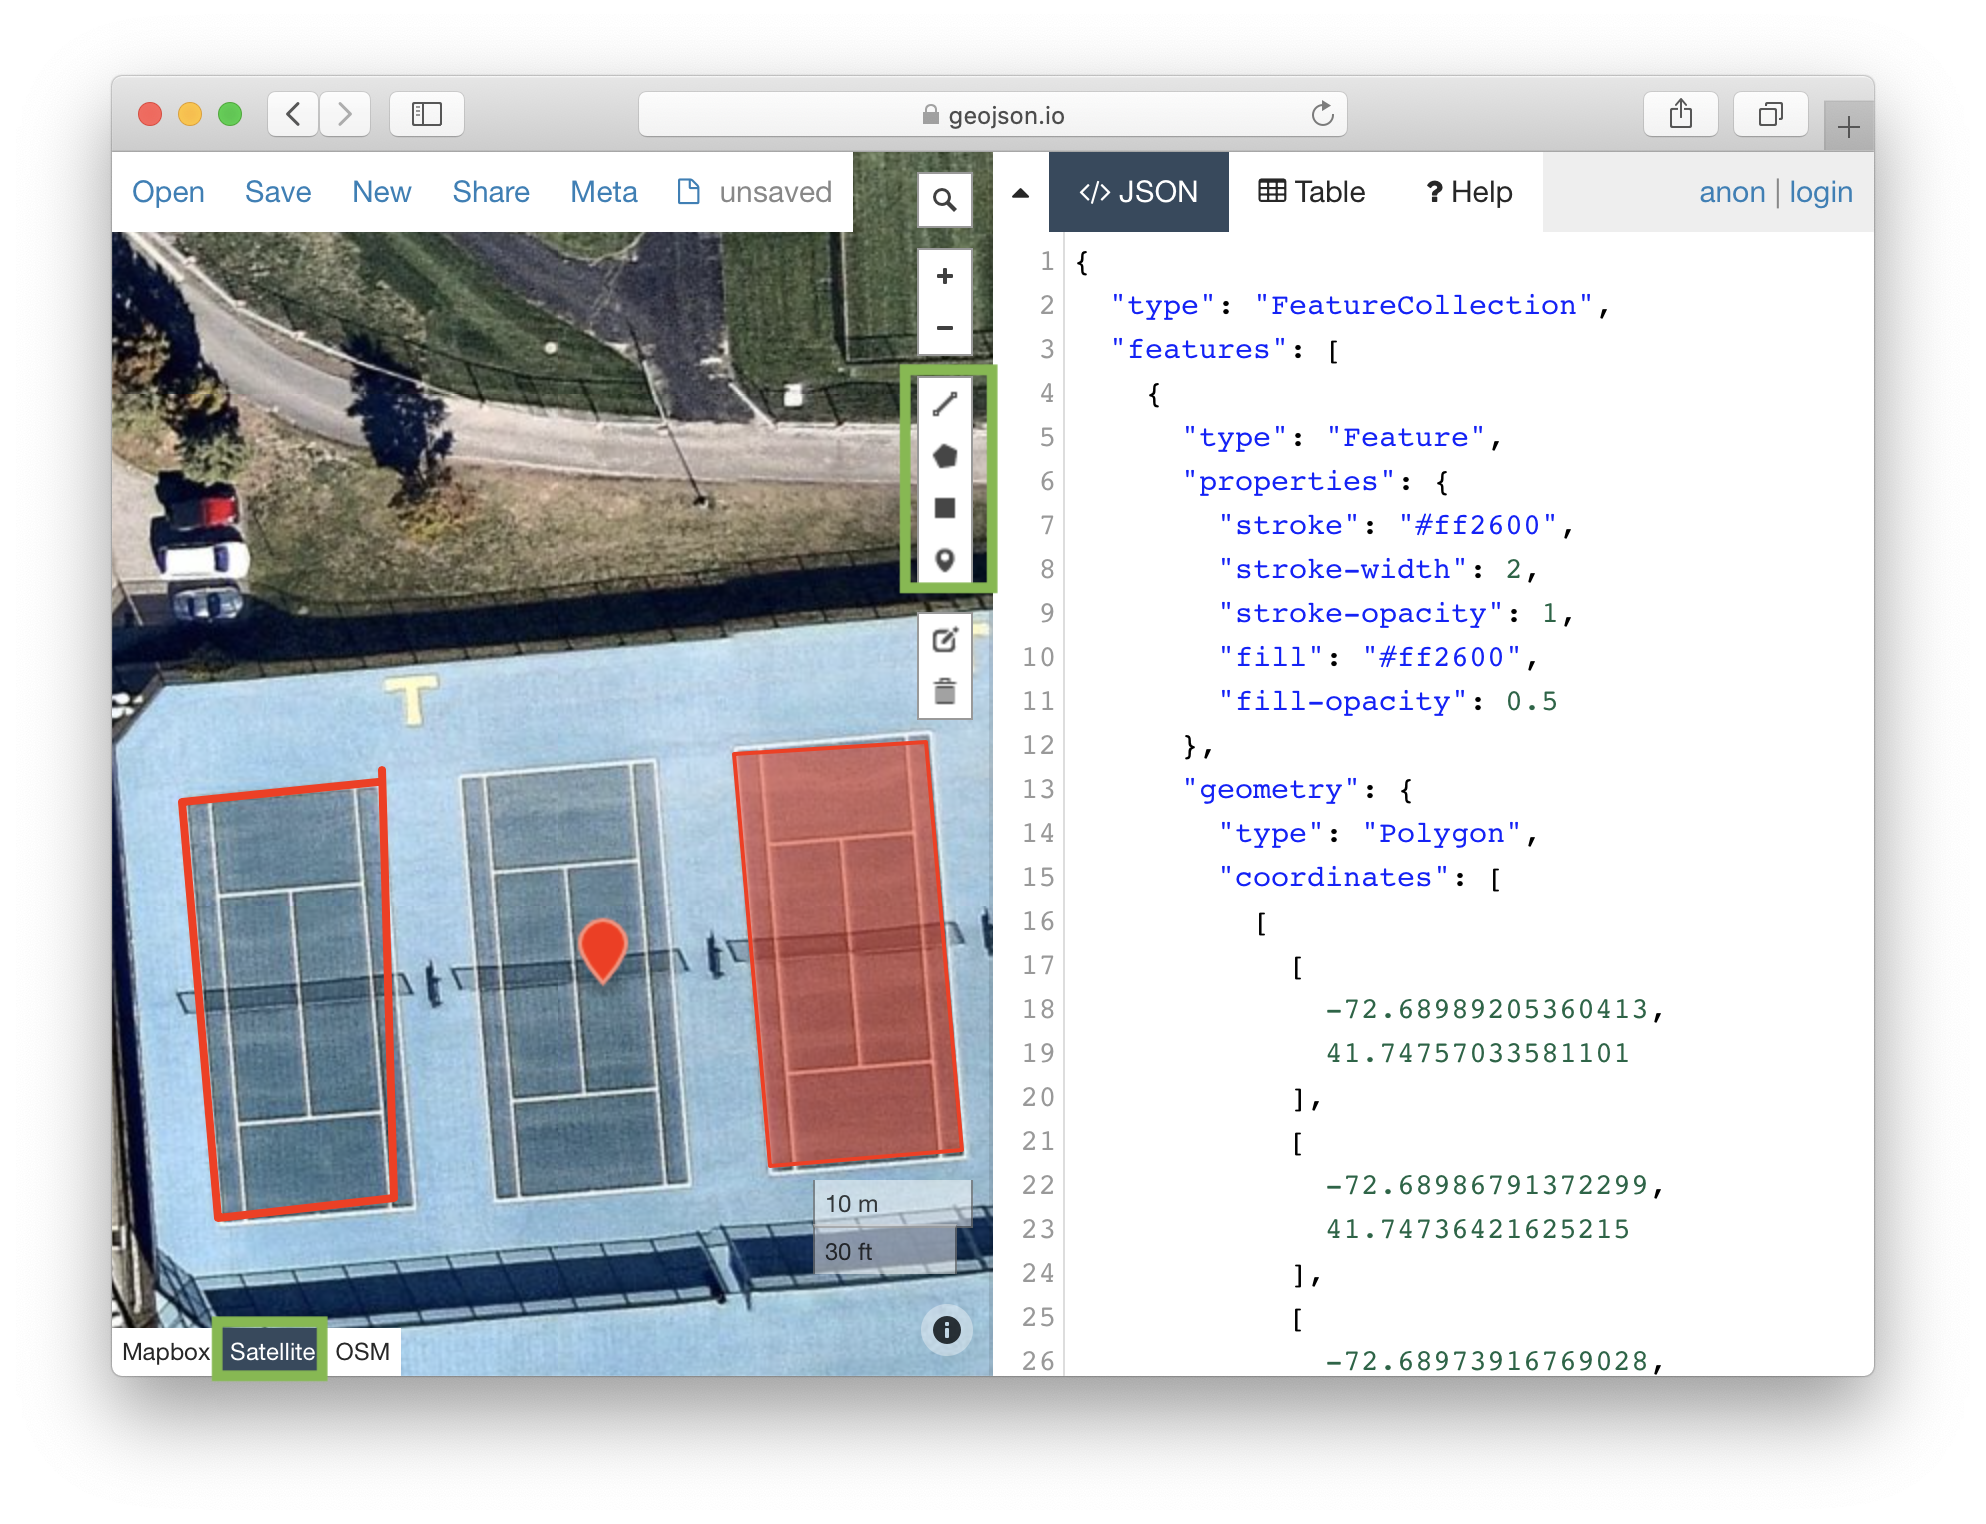 geojson.io
Open Save New Share Meta unsaved
</> JSON Table ? Help anon | login
1 {
2 "type": "FeatureCollection",
3 "features": [
4 {
5 "type": "Feature",
6 "properties": {
7 "stroke": "#ff2600",
8 "stroke-width": 2,
9 "stroke-opacity": 1,
10 "fill": "#ff2600",
11 "fill-opacity": 0.5
12 },
13 "geometry": {
14 "type": "Polygon",
15 "coordinates": [
16 [
17 [
18 -72.68989205360413,
19 41.74757033581101
20 ],
21 [
22 -72.68986791372299,
23 41.74736421625215
24 ],
25 [
26 -72.68973916769028,
T
10 m
30 ft
Mapbox Satellite OSM